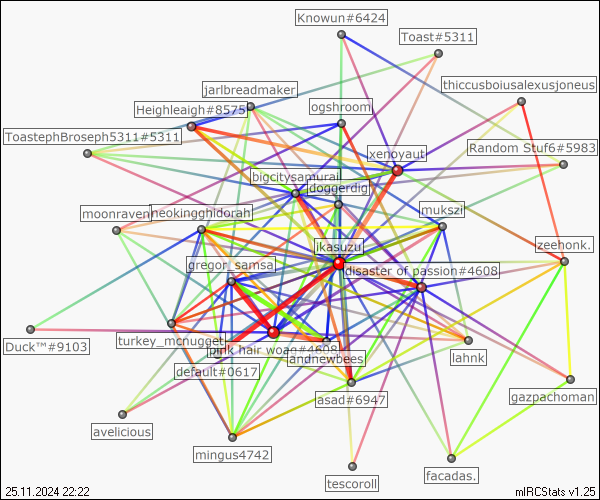 Knowun#6424
Toast#5311
jarlbreadmaker
thiccusboiusalexusjoneus
Heighleaigh#8575
ogshroom
ToastephBroseph5311#5311
Random Stuf6#5983
xenoyaut
bigcitysamurai
doggerdig
moonraven
neokingghidorah
mukszi
ikasuzu
zeehonk.
gregor_samsa
disaster of passion#4608
turkey_mcnugget
Duck™#9103
pink hair woag#4808
andnewbees
lahnk
default#0617
asad#6947
gazpachoman
avelicious
mingus4742
facadas.
tescoroll
25.11.2024 22:22
mIRCStats v1.25